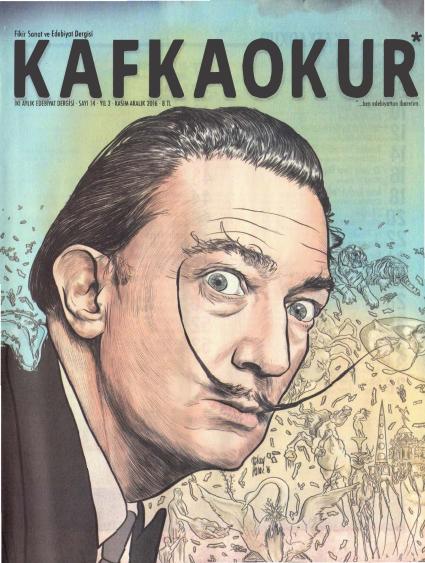 Fikir Sanat ve Edebiyat Dergisi
KAFKAOKUR*
İKİ AYLIK EDEBİYAT DERGİSİ · SAYI 14 · YIL 3 · KASIM-ARALIK 2016 · 8 TL
*...ben edebiyattan ibaretim.